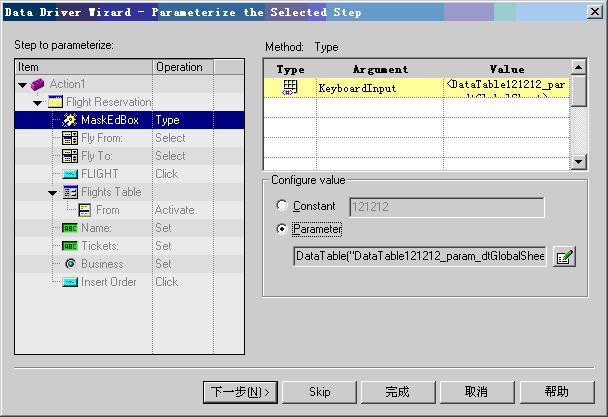 Data Driver Wizard - Parameterize the Selected Step
Step to parameterize:
Item Operation
Action1
Flight Reservation
MaskEdBox Type
Fly From: Select
Fly To: Select
FLIGHT Click
Flights Table
From Activate
Name: Set
Tickets: Set
Business Set
Insert Order Click
Method: Type
Type Argument Value
KeyboardInput <DataTable121212_par
Configure value
Constant 121212
Parameter
DataTable("DataTable121212_param_dtGlobalShee
下一步(N) >
Skip
完成
取消
帮助